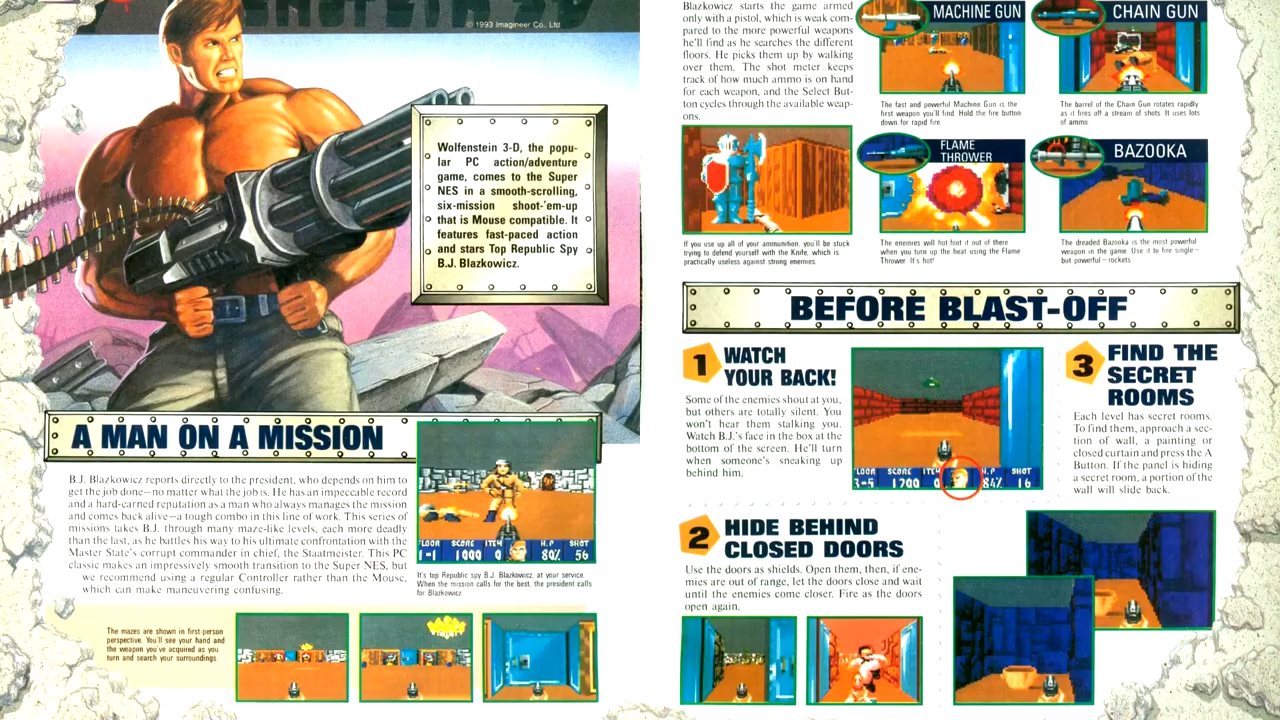 © 1993 Imagineer Co., Ltd
Wolfenstein 3-D, the popu-
lar PC action/adventure
game, comes to the Super
NES in a smooth-scrolling,
six-mission shoot-'em-up
that is Mouse compatible. It
features fast-paced action
and stars Top Republic Spy
B.J. Blazkowicz.
A MAN ON A MISSION
B.J. Blazkowicz reports directly to the president, who depends on him to
get the job done—no matter what the job is. He has an impeccable record
and a hard-earned reputation as a man who always manages the mission
and comes back alive—a tough combo in this line of work. This series of
missions takes B.J. through many maze-like levels, each more deadly
than the last, as he battles his way to his ultimate confrontation with the
Master State's corrupt commander in chief, the Staatmeister. This PC
classic makes an impressively smooth transition to the Super NES, but
we recommend using a regular Controller rather than the Mouse,
which can make maneuvering confusing.
FLOOR SCORE ITEM H.P SHOT
1-1 1000 0 80% 56
It's top Republic spy B.J. Blazkowicz, at your service.
When the mission calls for the best, the president calls
for Blazkowicz.
The mazes are shown in first-person
perspective. You'll see your hand and
the weapon you've acquired as you
turn and search your surroundings.
Blazkowicz starts the game armed
only with a pistol, which is weak com-
pared to the more powerful weapons
he'll find as he searches the different
floors. He picks them up by walking
over them. The shot meter keeps
track of how much ammo is on hand
for each weapon, and the Select But-
ton cycles through the available weap-
ons.
MACHINE GUN
The fast and powerful Machine Gun is the
first weapon you'll find. Hold the fire button
down for rapid fire.
CHAIN GUN
The barrel of the Chain Gun rotates rapidly
as it fires off a stream of shots. It uses lots
of ammo.
If you use up all of your ammunition, you'll be stuck
trying to defend yourself with the Knife, which is
practically useless against strong enemies.
FLAME
THROWER
The enemies will hot foot it out of there
when you turn up the heat using the Flame
Thrower. It's hot!
BAZOOKA
The dreaded Bazooka is the most powerful
weapon in the game. Use it to fire single—
but powerful—rockets.
BEFORE BLAST-OFF
1 WATCH
YOUR BACK!
Some of the enemies shout at you,
but others are totally silent. You
won't hear them stalking you.
Watch B.J.'s face in the box at the
bottom of the screen. He'll turn
when someone's sneaking up
behind him.
FLOOR SCORE ITEM H.P SHOT
3-5 1700 0 84% 16
2 HIDE BEHIND
CLOSED DOORS
Use the doors as shields. Open them, then, if ene-
mies are out of range, let the doors close and wait
until the enemies come closer. Fire as the doors
open again.
3 FIND THE
SECRET
ROOMS
Each level has secret rooms.
To find them, approach a sec-
tion of wall, a painting or
closed curtain and press the A
Button. If the panel is hiding
a secret room, a portion of the
wall will slide back.